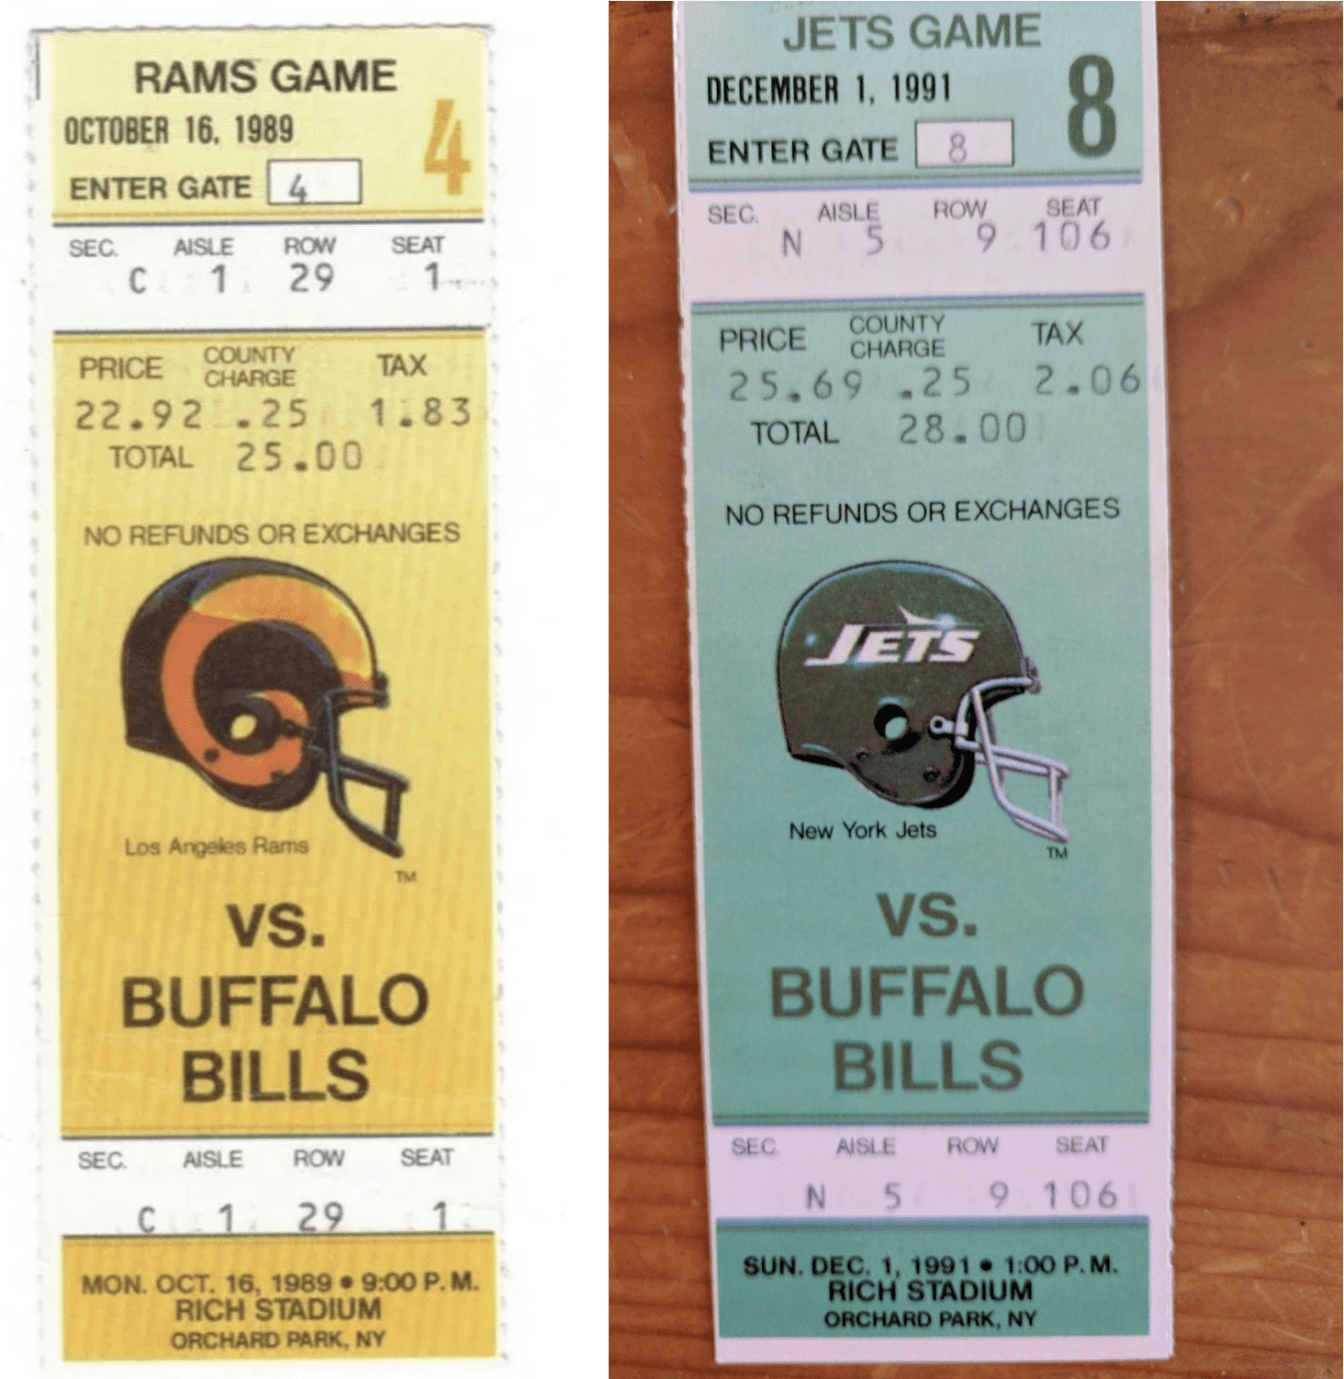 RAMS GAME
OCTOBER 16, 1989
4
ENTER GATE 4
SEC. AISLE ROW SEAT
C 1 29 1
PRICE COUNTY CHARGE TAX
22.92 .25 1.83
TOTAL 25.00
NO REFUNDS OR EXCHANGES
Los Angeles Rams
TM
VS.
BUFFALO
BILLS
SEC. AISLE ROW SEAT
C 1 29 1
MON. OCT. 16, 1989 • 9:00 P.M.
RICH STADIUM
ORCHARD PARK, NY
JETS GAME
DECEMBER 1, 1991
8
ENTER GATE 8
SEC. AISLE ROW SEAT
N 5 9 106
PRICE COUNTY CHARGE TAX
25.69 .25 2.06
TOTAL 28.00
NO REFUNDS OR EXCHANGES
JETS
New York Jets
TM
VS.
BUFFALO
BILLS
SEC. AISLE ROW SEAT
N 5 9 106
SUN. DEC. 1, 1991 • 1:00 P.M.
RICH STADIUM
ORCHARD PARK, NY